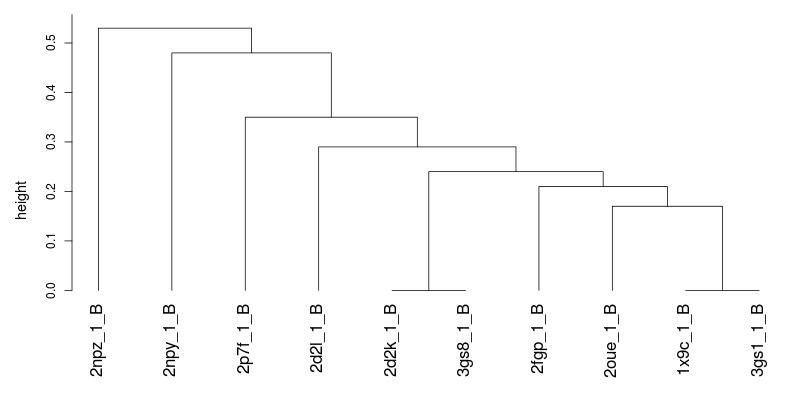 height
0.5
0.4
0.3
0.2
0.1
0.0
2npz_1_B
2npy_1_B
2p7f_1_B
2d2l_1_B
2d2k_1_B
3gs8_1_B
2fgp_1_B
2oue_1_B
1x9c_1_B
3gs1_1_B